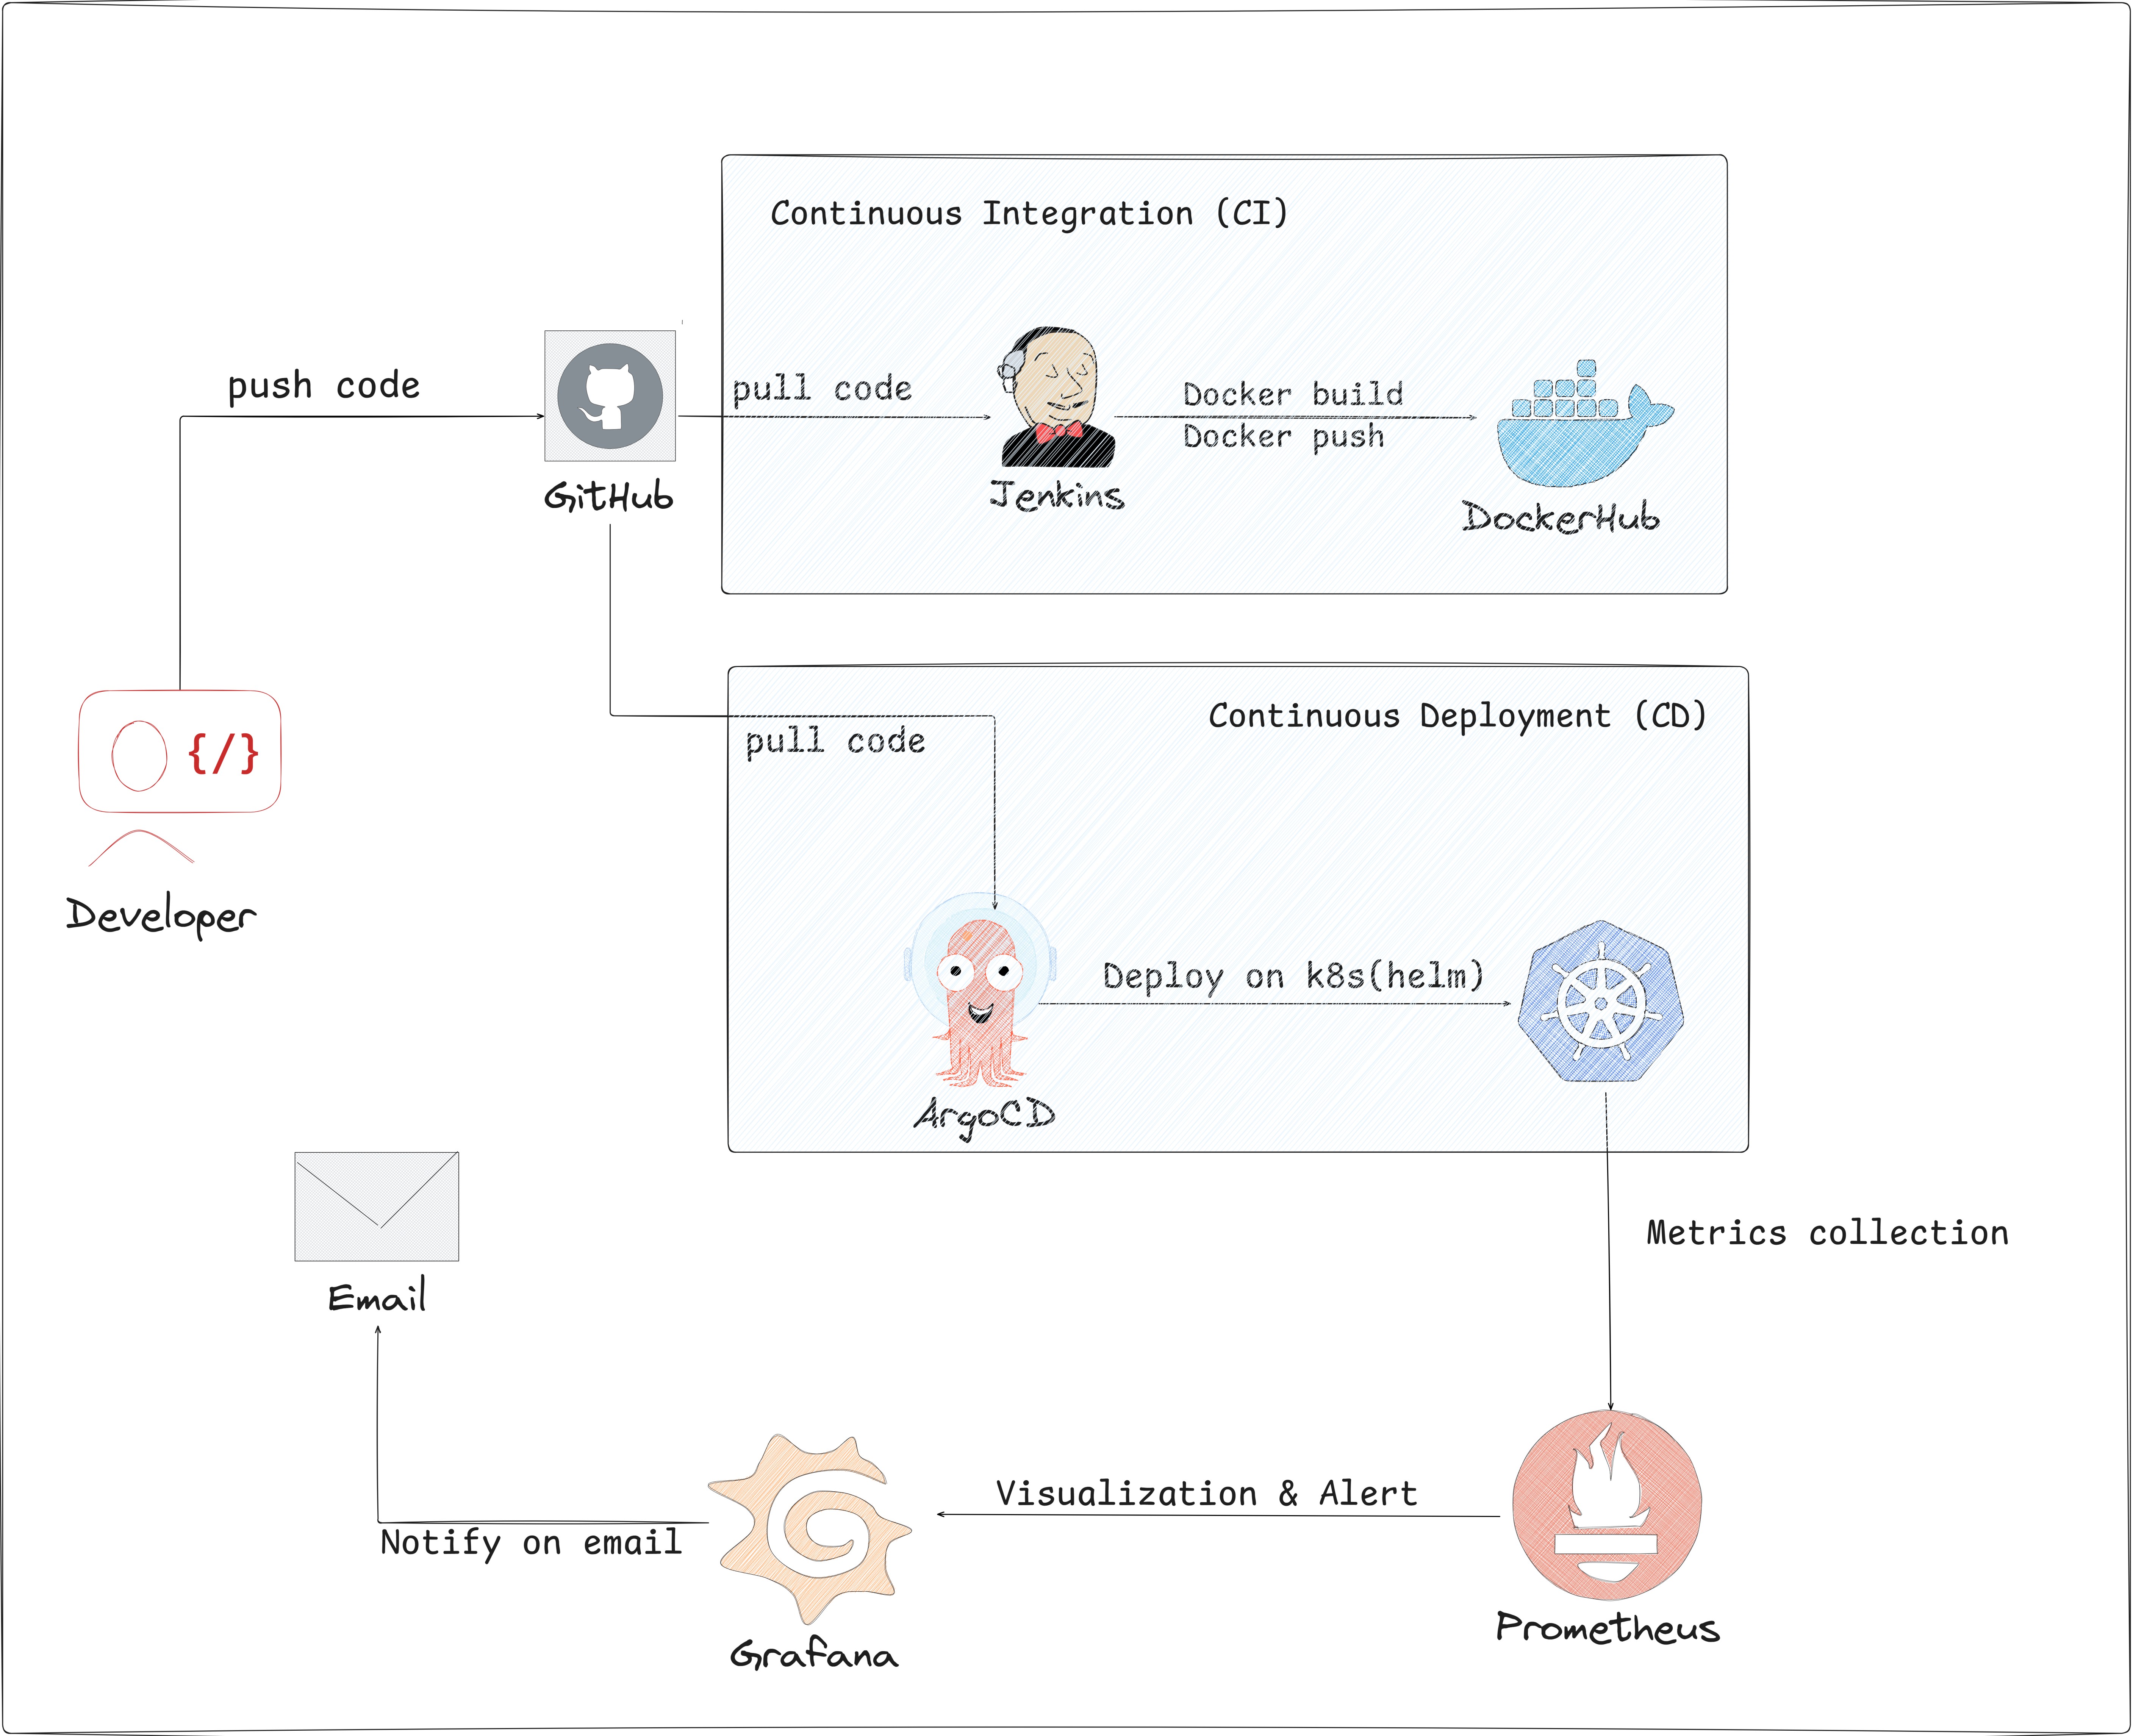 Continuous Integration (CI)
push code
pull code
Docker build
Docker push
GitHub
Jenkins
DockerHub
Continuous Deployment (CD)
pull code
{/}
Developer
Deploy on k8s(helm)
ArgoCD
Metrics collection
Email
Visualization & Alert
Notify on email
Prometheus
Grafana